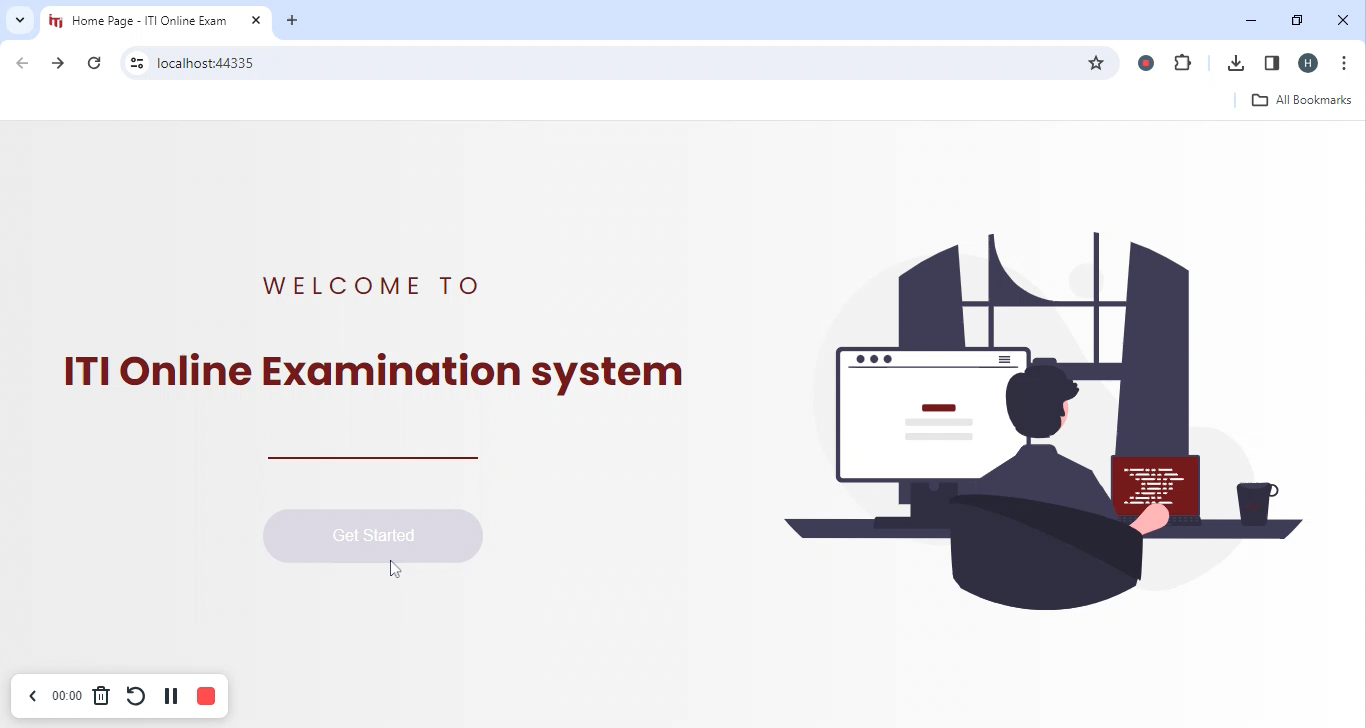 Home Page - ITI Online Exam
localhost:44335
H
All Bookmarks
WELCOME TO
ITI Online Examination system
Get Started
00:00